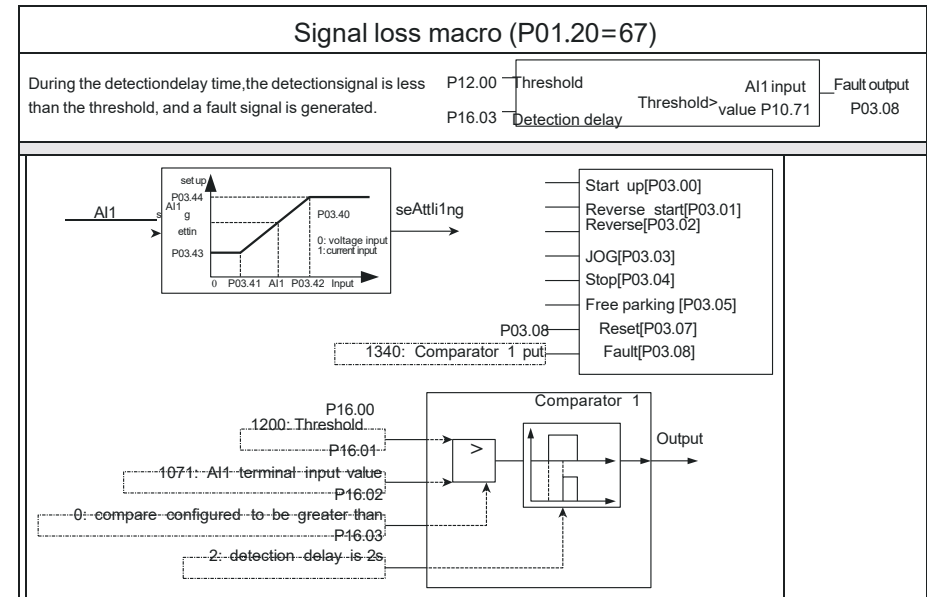 Signal loss macro (P01.20=67)
During the detectiondelay time,the detectionsignal is less
than the threshold, and a fault signal is generated.
P12.00
Threshold
P16.03
Detection delay
Threshold>
AI1 input
value P10.71
Fault output
P03.08
AI1
set up
P03.44
AI1
s
g
ettin
P03.43
P03.40
0: voltage input
1: current input
0 P03.41 AI1 P03.42 Input
seAttIi1ng
Start up[P03.00]
Reverse start[P03.01]
Reverse[P03.02]
JOG[P03.03]
Stop[P03.04]
Free parking [P03.05]
P03.08
Reset[P03.07]
1340: Comparator 1 put
Fault[P03.08]
Comparator 1
P16.00
1200: Threshold
P16.01
1071: AI1 terminal input value
P16.02
0: compare configured to be greater than
P16.03
2: detection delay is 2s
>
Output